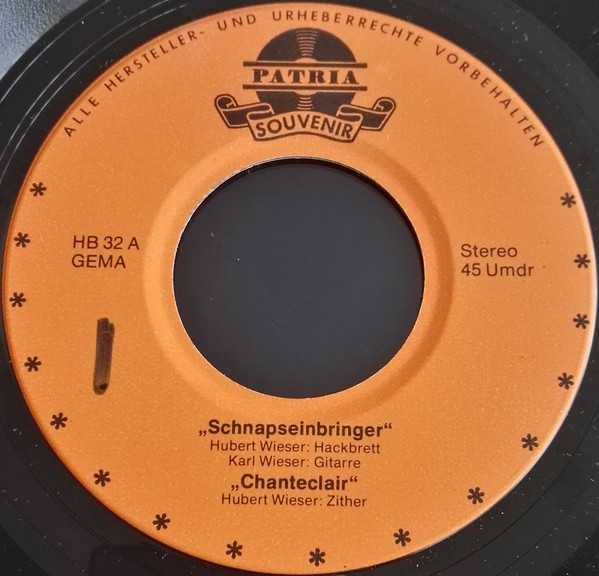 ALLE HERSTELLER- UND URHEBERRECHTE VORBEHALTEN
PATRIA
SOUVENIR
HB 32 A
GEMA
Stereo
45 Umdr
„Schnapseinbringer“
Hubert Wieser: Hackbrett
Karl Wieser: Gitarre
„Chanteclair“
Hubert Wieser: Zither